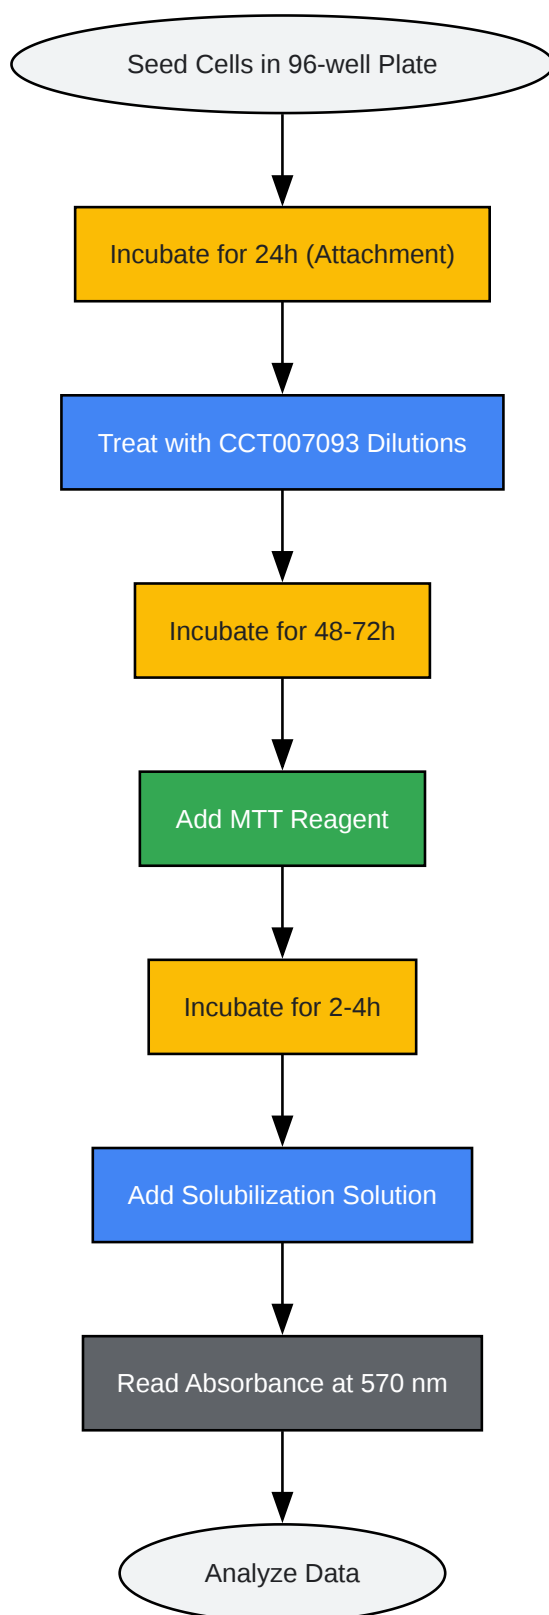 Seed Cells in 96-well Plate
Incubate for 24h (Attachment)
Treat with CCT007093 Dilutions
Incubate for 48-72h
Add MTT Reagent
Incubate for 2-4h
Add Solubilization Solution
Read Absorbance at 570 nm
Analyze Data